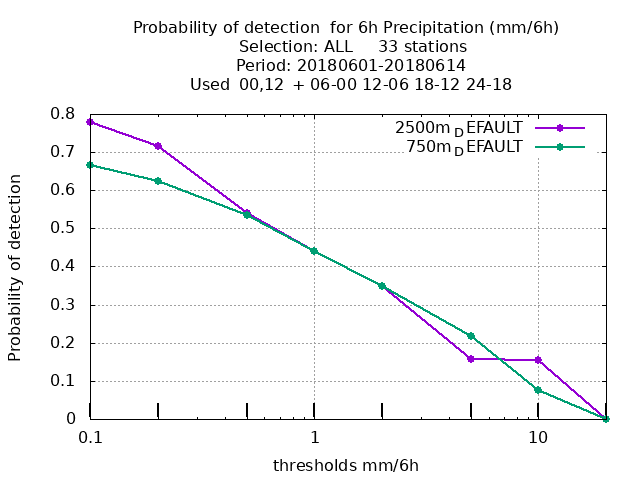 Probability of detection  for 6h Precipitation (mm/6h)
Selection: ALL     33 stations
Period: 20180601-20180614
Used  00,12  + 06-00 12-06 18-12 24-18
2500m_DEFAULT
750m_DEFAULT
Probability of detection
0.8
0.7
0.6
0.5
0.4
0.3
0.2
0.1
0
0.1
1
10
thresholds mm/6h